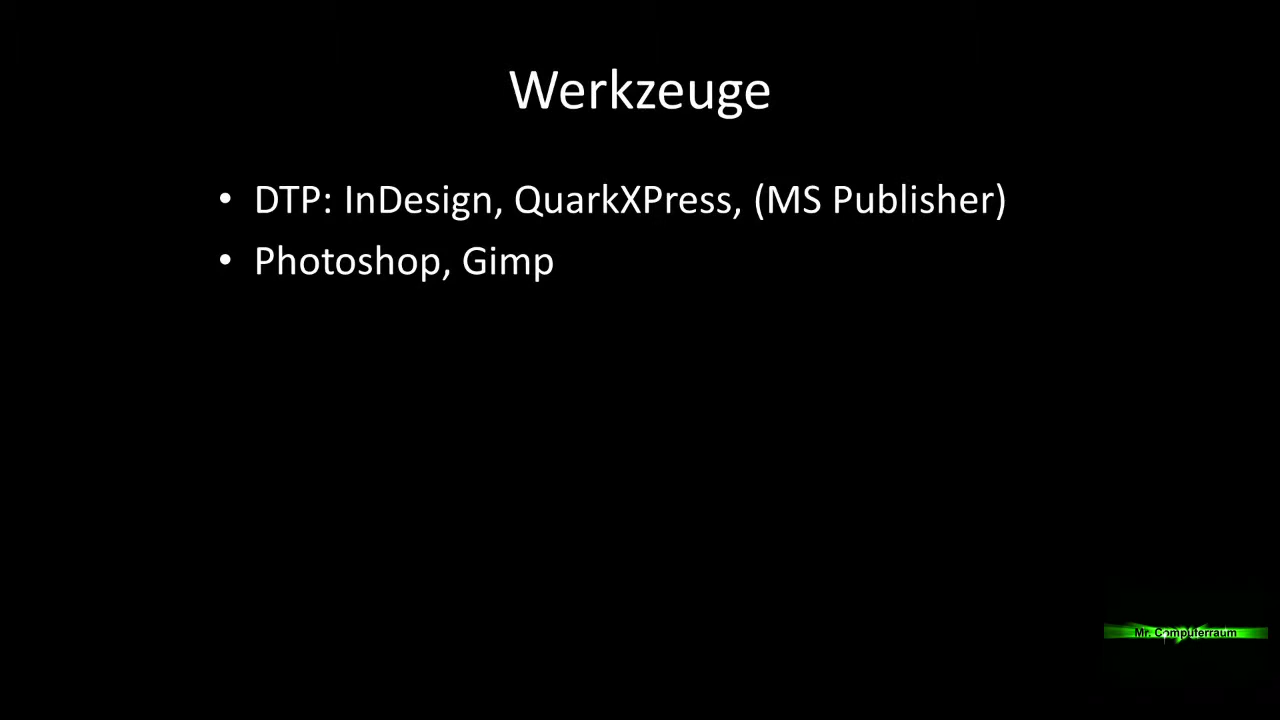 Werkzeuge
• DTP: InDesign, QuarkXPress, (MS Publisher)
• Photoshop, Gimp
Mr. Computerraum